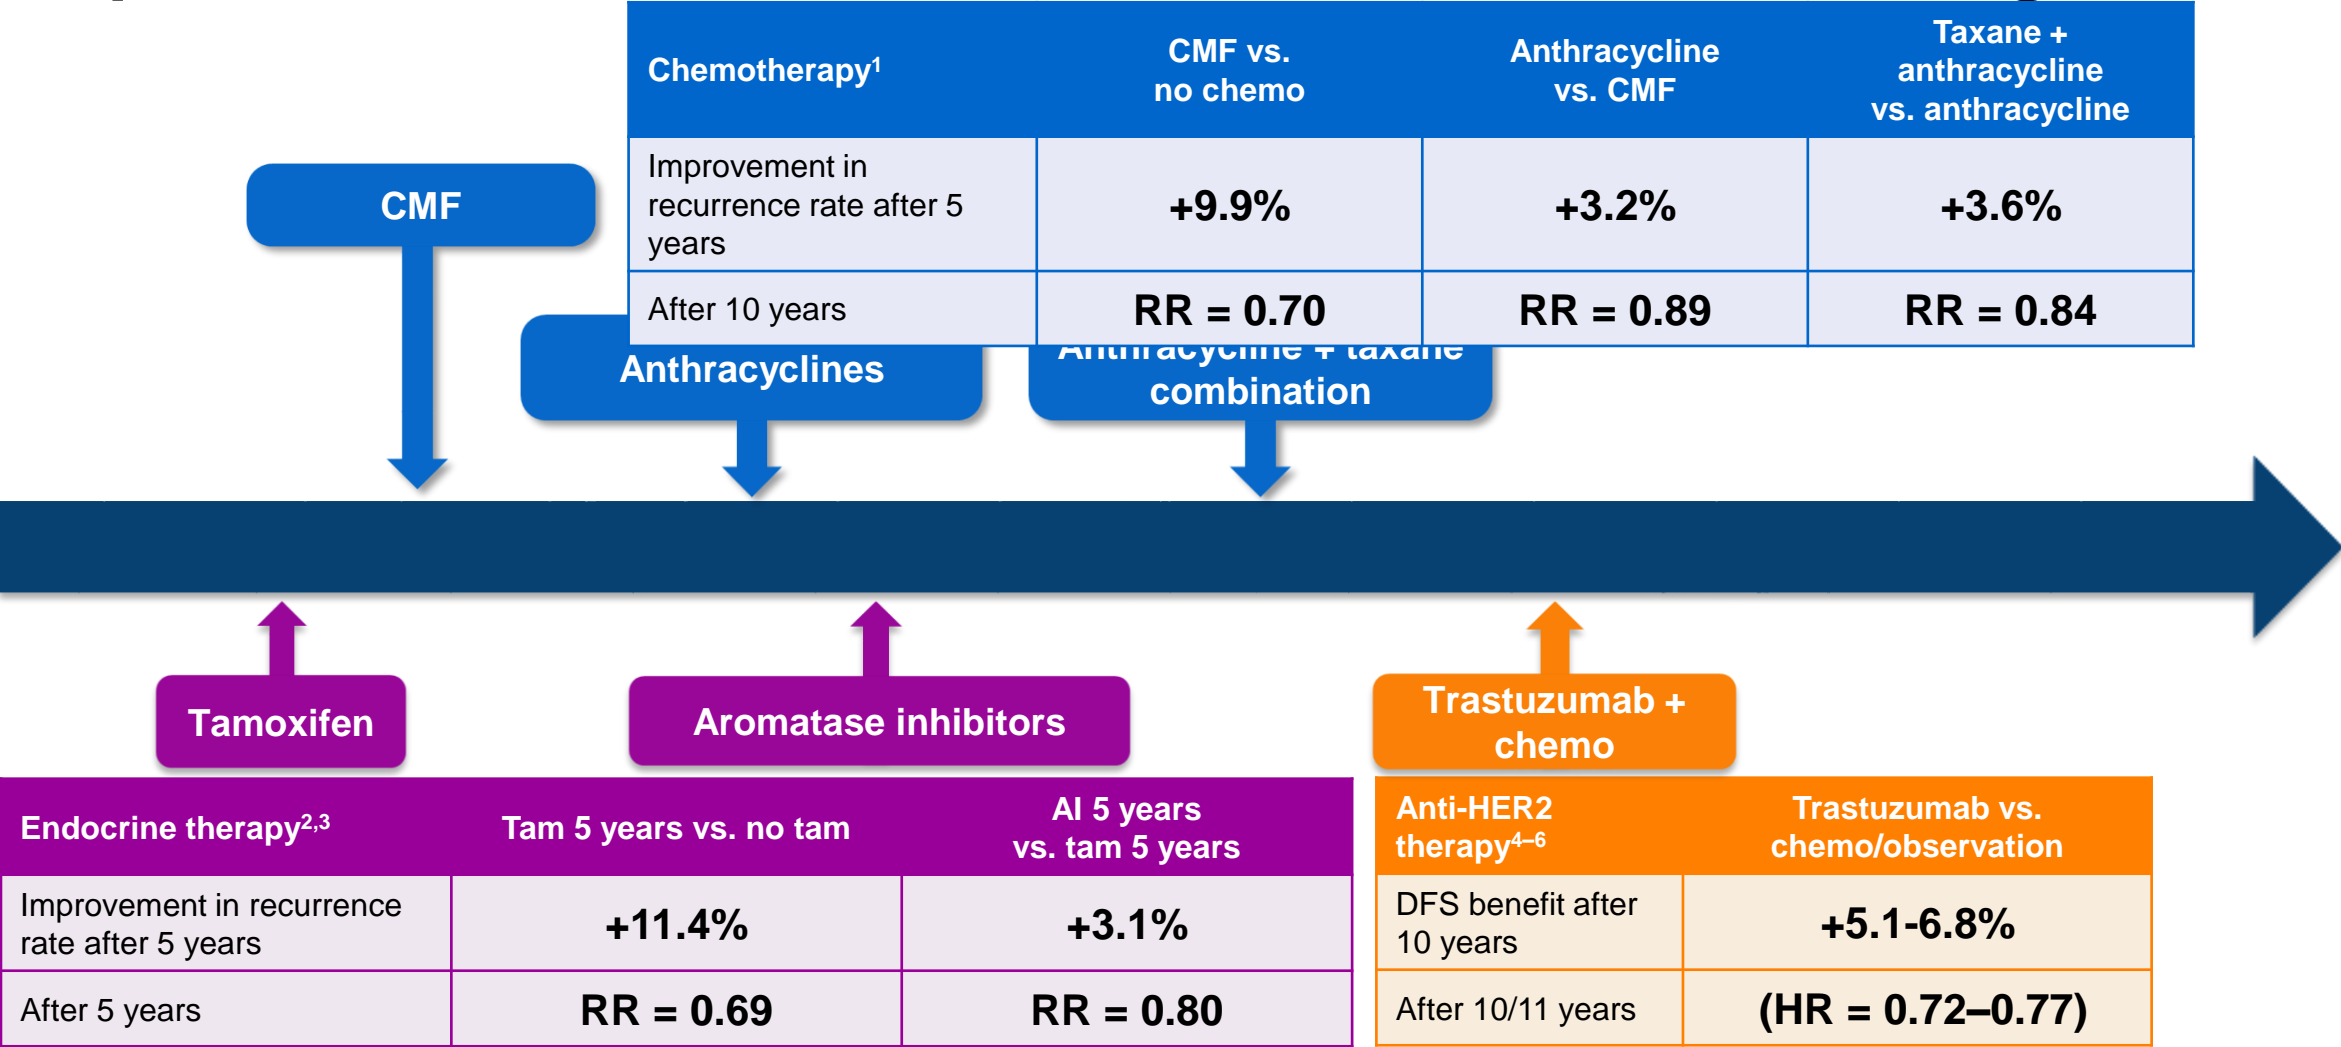 Chemotherapy1
CMF vs.
no chemo
Anthracycline
vs. CMF
Taxane +
anthracycline
vs. anthracycline
Improvement in
recurrence rate after 5
years
+9.9%
+3.2%
+3.6%
After 10 years
RR = 0.70
RR = 0.89
RR = 0.84
CMF
Anthracyclines
Anthracycline + taxane
combination
Tamoxifen
Aromatase inhibitors
Trastuzumab +
chemo
Endocrine therapy2,3
Tam 5 years vs. no tam
AI 5 years
vs. tam 5 years
Improvement in recurrence
rate after 5 years
+11.4%
+3.1%
After 5 years
RR = 0.69
RR = 0.80
Anti-HER2
therapy4–6
Trastuzumab vs.
chemo/observation
DFS benefit after
10 years
+5.1-6.8%
After 10/11 years
(HR = 0.72–0.77)